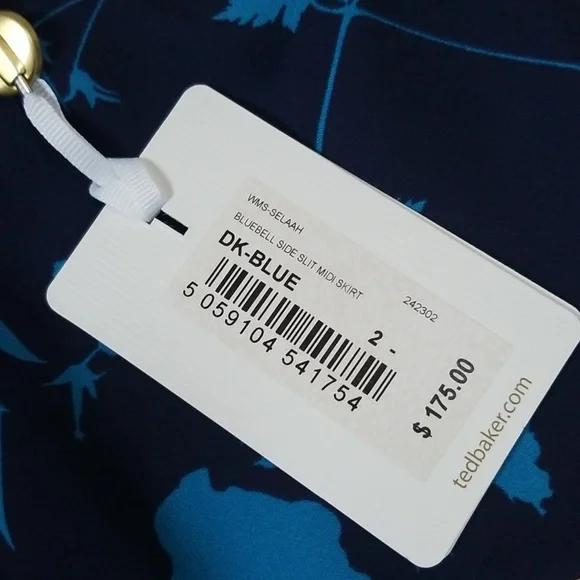 WMS-SELAAH
BLUEBELL SIDE SLIT MIDI SKIRT 242302
DK-BLUE
2 -
5 059104 541754
$ 175.00
tedbaker.com